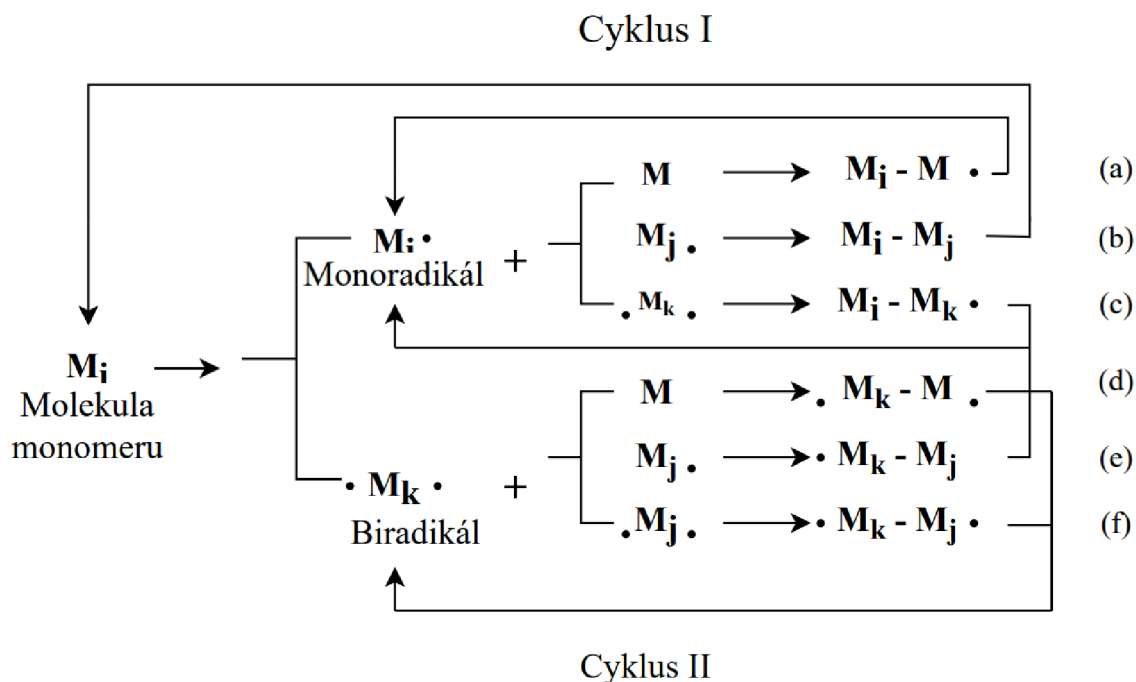 Cyklus I
M → Mi - M • (a)
Mi • + Mj • → Mi - Mj (b)
Monoradikál
• Mk • → Mi - Mk • (c)
Mi
Molekula
monomeru
M → • Mk - M • (d)
Mj • → • Mk - Mj (e)
• Mk • +
Biradikál
• Mj • → • Mk - Mj • (f)
Cyklus II